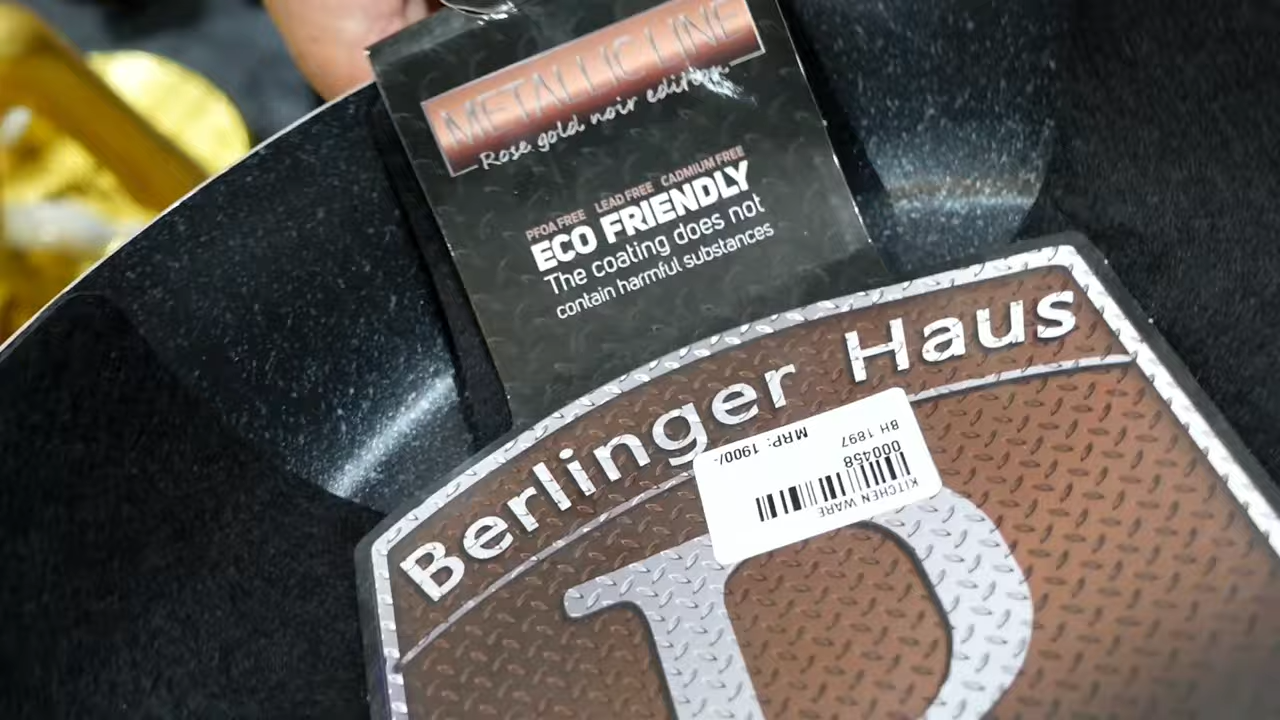 METALLIC LINE
Rose gold noir edition
PFOA FREE LEAD FREE CADMIUM FREE
ECO FRIENDLY
The coating does not
contain harmful substances
Berlinger Haus
KITCHEN WARE
000458
BH 1897
MRP: 1900/-